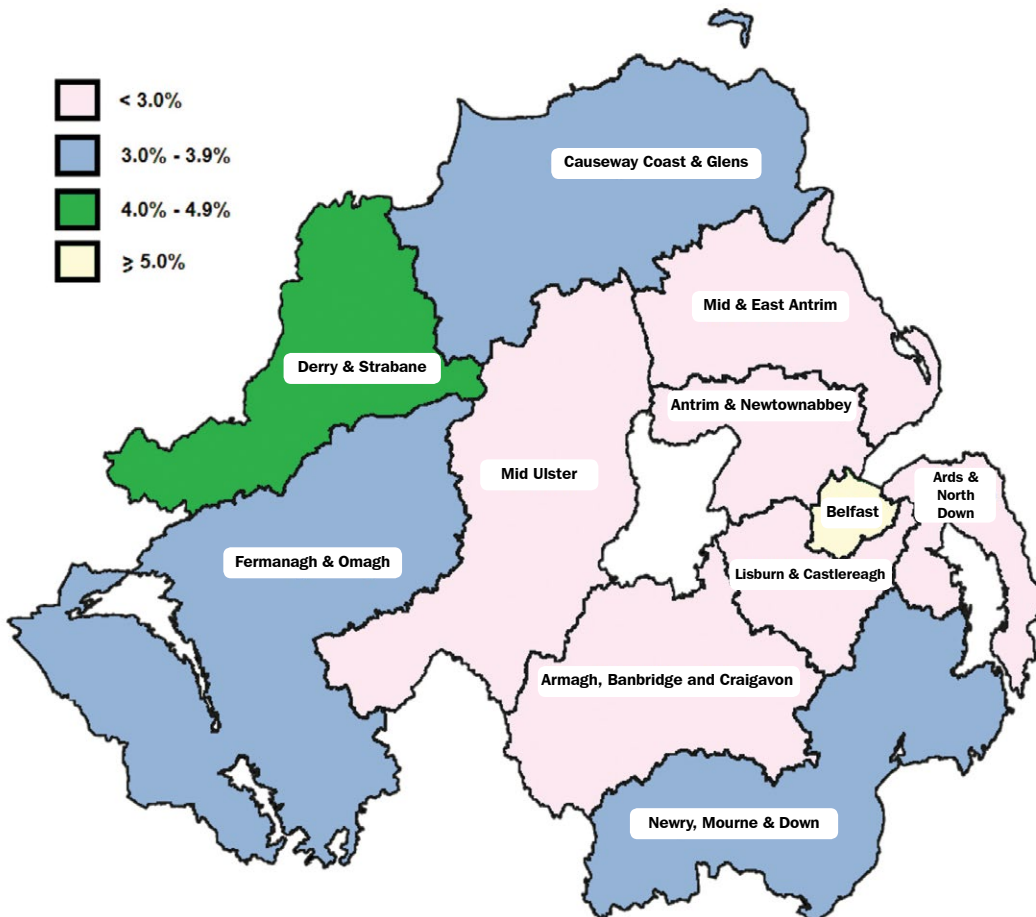 < 3.0%
3.0% - 3.9%
4.0% - 4.9%
≥ 5.0%
Causeway Coast & Glens
Mid & East Antrim
Derry & Strabane
Antrim & Newtownabbey
Mid Ulster
Ards &
North
Down
Belfast
Fermanagh & Omagh
Lisburn & Castlereagh
Armagh, Banbridge and Craigavon
Newry, Mourne & Down